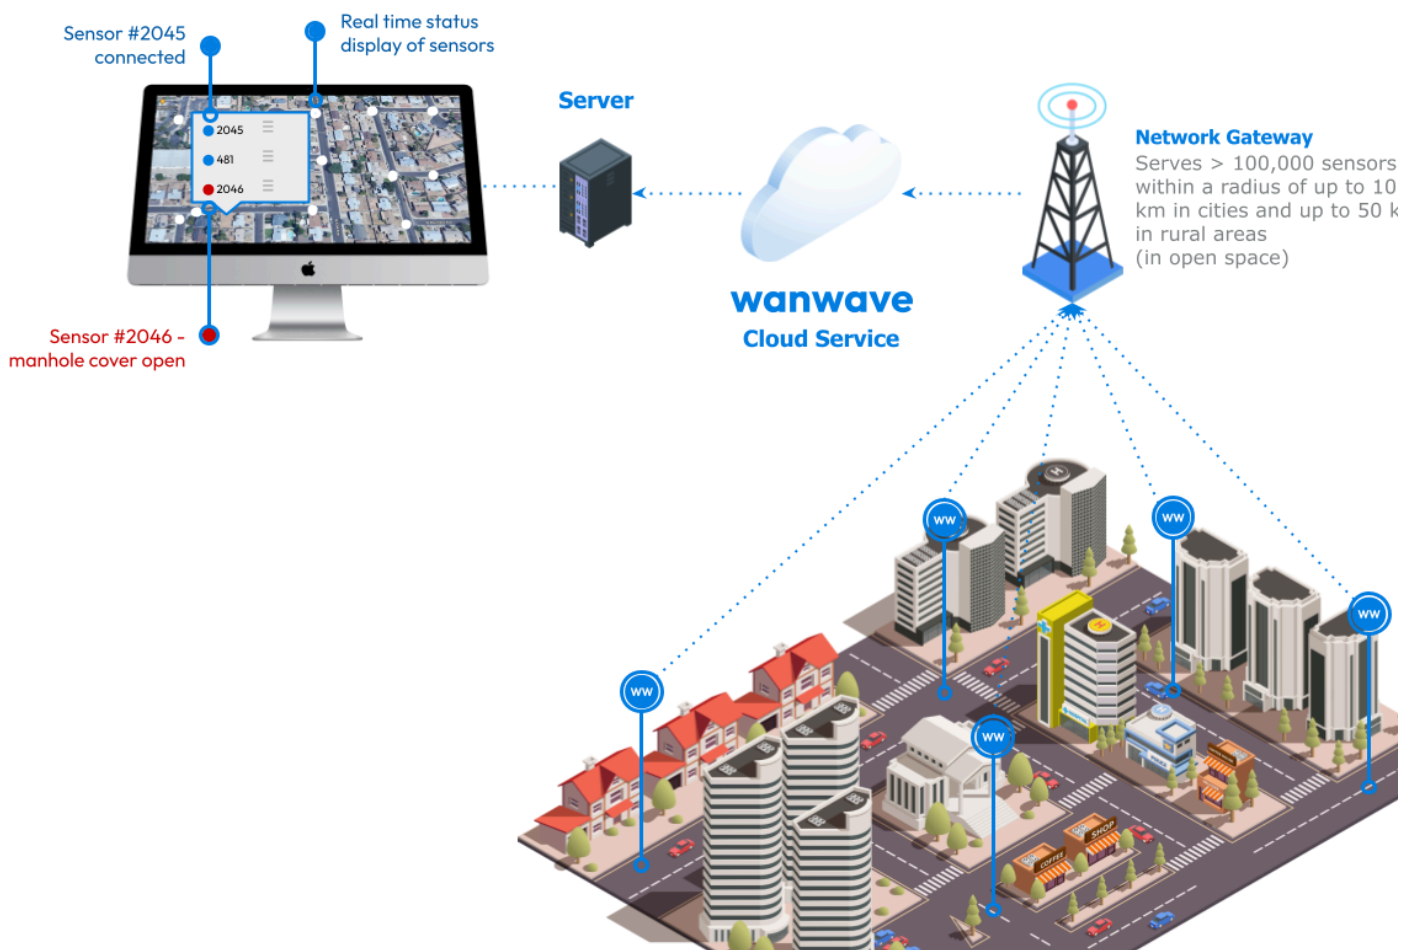 Sensor #2045
connected
Real time status
display of sensors
2045
481
2046
Sensor #2046 -
manhole cover open
Server
wanwave
Cloud Service
Network Gateway
Serves > 100,000 sensors
within a radius of up to 10
km in cities and up to 50 k
in rural areas
(in open space)
ww
ww
ww
ww
ww
H
H
POLICE
COFFEE
SHOP